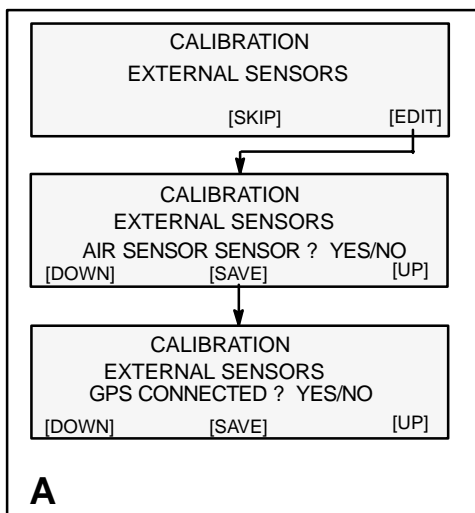 CALIBRATION
EXTERNAL SENSORS
[SKIP] [EDIT]
CALIBRATION
EXTERNAL SENSORS
AIR SENSOR SENSOR ? YES/NO
[DOWN] [SAVE] [UP]
CALIBRATION
EXTERNAL SENSORS
GPS CONNECTED ? YES/NO
[DOWN] [SAVE] [UP]
A